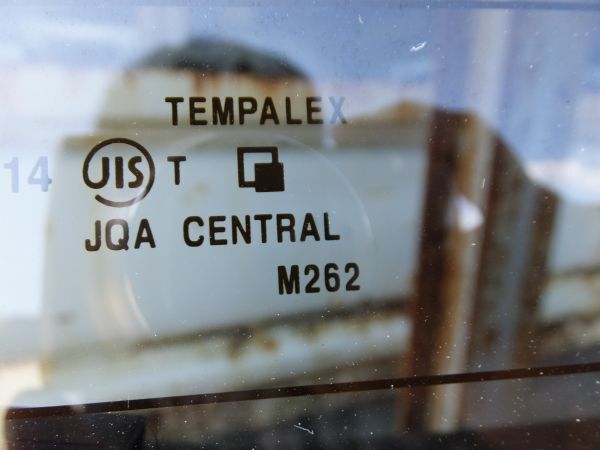 TEMPALEX
14 JIS T
JQA CENTRAL
M262